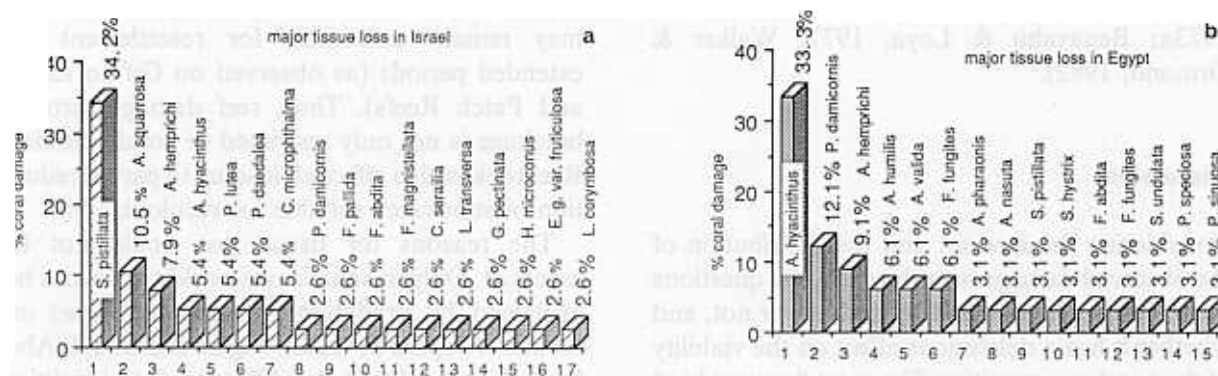 major tissue loss in Israel
a
% coral damage
40
30
20
10
0
S. pistillata 34,2%
10.5% A. squarrosa
7.9% A. hemprichi
5.4% A. hyacinthus
5.4% P. lutea
5.4% P. daedalea
5.4% C. microphthalma
2.6% P. damicornis
2.6% F. pallida
2.6% F. abdita
2.6% F. magnistella
2.6% C. serailia
2.6% L. transversa
2.6% G. pectinata
2.6% H. microconus
2.6% E. g. var. fruticulosa
2.6% L. corymbosa
1 2 3 4 5 6 7 8 9 10 11 12 13 14 15 16 17
major tissue loss in Egypt
b
% coral damage
40
30
20
10
0
A. hyacinthus 33,3%
12.1% P. damicornis
9.1% A. hemprichi
6.1% A. humilis
6.1% A. valida
6.1% F. fungites
3.1% A. pharaonis
3.1% A. nasuta
3.1% S. pistillata
3.1% S. hystrix
3.1% F. abdita
3.1% F. fungites
3.1% S. undulata
3.1% P. speciosa
3.1% P. sinuosa
1 2 3 4 5 6 7 8 9 10 11 12 13 14 15